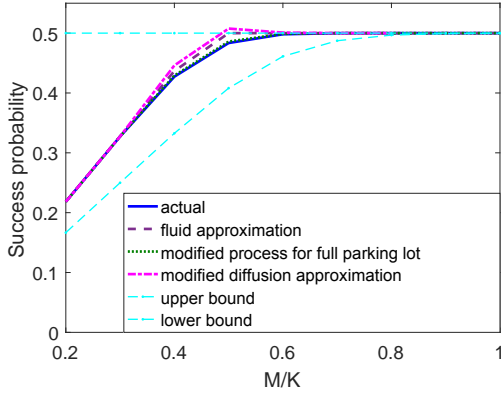 0.5
0.4
0.3
0.2
0.1
0
Success probability
actual
fluid approximation
modified process for full parking lot
modified diffusion approximation
upper bound
lower bound
0.2 0.4 0.6 0.8 1
M/K